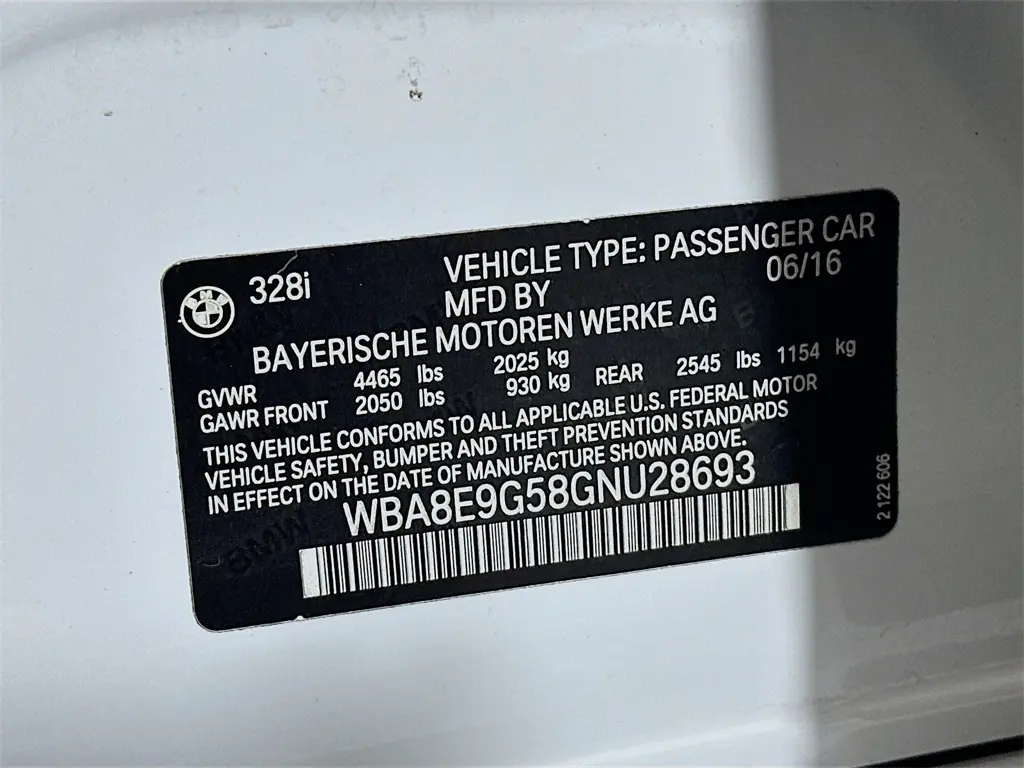 BMW
328i
VEHICLE TYPE: PASSENGER CAR
MFD BY 06/16
BAYERISCHE MOTOREN WERKE AG
GVWR 4465 lbs 2025 kg
GAWR FRONT 2050 lbs 930 kg REAR 2545 lbs 1154 kg
THIS VEHICLE CONFORMS TO ALL APPLICABLE U.S. FEDERAL MOTOR
VEHICLE SAFETY, BUMPER AND THEFT PREVENTION STANDARDS
IN EFFECT ON THE DATE OF MANUFACTURE SHOWN ABOVE.
WBA8E9G58GNU28693
BMW
2 122 606